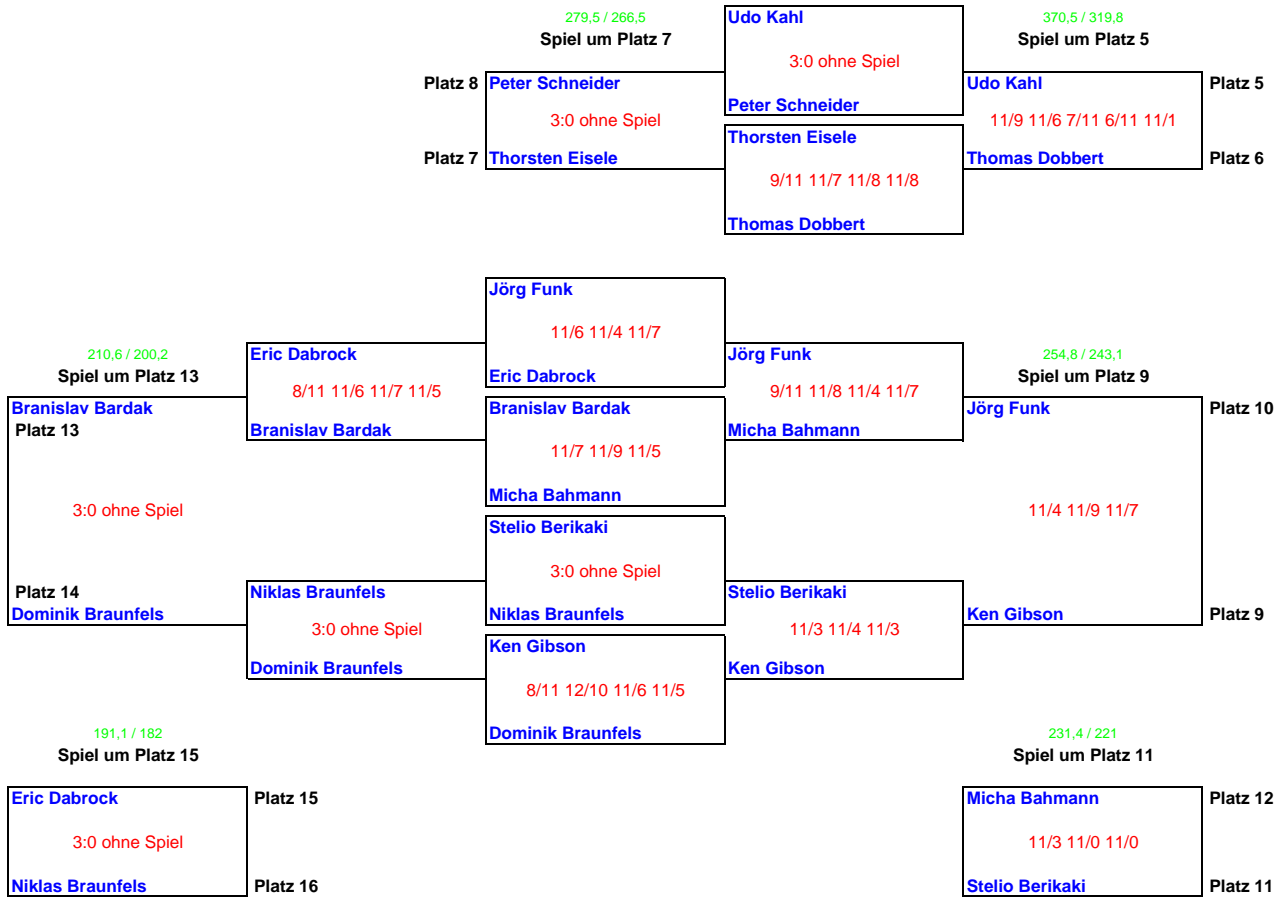 279,5 / 266,5 Udo Kahl 370,5 / 319,8
Spiel um Platz 7 Spiel um Platz 5
3:0 ohne Spiel
Platz 8 Peter Schneider Udo Kahl Platz 5
Peter Schneider
3:0 ohne Spiel 11/9 11/6 7/11 6/11 11/1
Thorsten Eisele
Platz 7 Thorsten Eisele Thomas Dobbert Platz 6
9/11 11/7 11/8 11/8
Thomas Dobbert
Jörg Funk
11/6 11/4 11/7
210,6 / 200,2 Eric Dabrock Jörg Funk 254,8 / 243,1
Spiel um Platz 13 Eric Dabrock Spiel um Platz 9
8/11 11/6 11/7 11/5 9/11 11/8 11/4 11/7
Branislav Bardak Branislav Bardak Jörg Funk Platz 10
Platz 13 Branislav Bardak Micha Bahmann
11/7 11/9 11/5
Micha Bahmann
3:0 ohne Spiel 11/4 11/9 11/7
Stelio Berikaki
3:0 ohne Spiel
Platz 14 Niklas Braunfels Stelio Berikaki
Dominik Braunfels Niklas Braunfels Ken Gibson Platz 9
3:0 ohne Spiel 11/3 11/4 11/3
Ken Gibson
Dominik Braunfels Ken Gibson
8/11 12/10 11/6 11/5
191,1 / 182 Dominik Braunfels 231,4 / 221
Spiel um Platz 15 Spiel um Platz 11
Eric Dabrock Platz 15 Micha Bahmann Platz 12
3:0 ohne Spiel 11/3 11/0 11/0
Niklas Braunfels Platz 16 Stelio Berikaki Platz 11